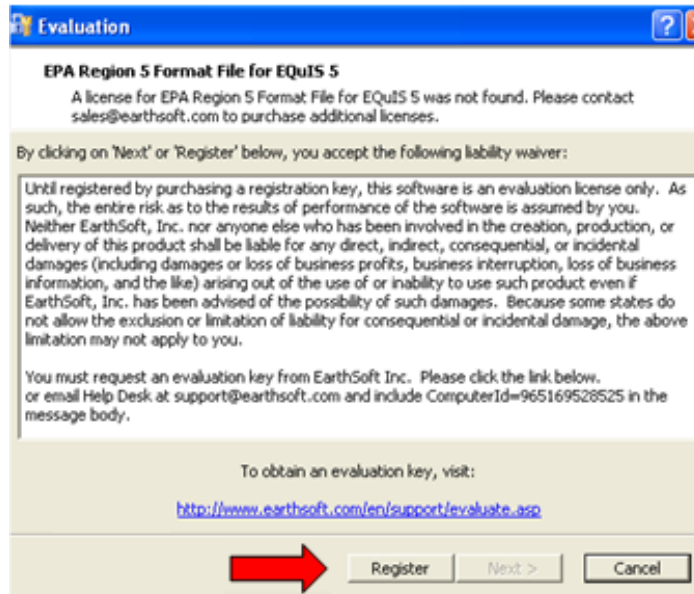 Evaluation
EPA Region 5 Format File for EQuIS 5
A license for EPA Region 5 Format File for EQuIS 5 was not found. Please contact
sales@earthsoft.com to purchase additional licenses.
By clicking on 'Next' or 'Register' below, you accept the following liability waiver:
Until registered by purchasing a registration key, this software is an evaluation license only. As
such, the entire risk as to the results of performance of the software is assumed by you.
Neither EarthSoft, Inc. nor anyone else who has been involved in the creation, production, or
delivery of this product shall be liable for any direct, indirect, consequential, or incidental
damages (including damages or loss of business profits, business interruption, loss of business
information, and the like) arising out of the use of or inability to use such product even if
EarthSoft, Inc. has been advised of the possibility of such damages. Because some states do
not allow the exclusion or limitation of liability for consequential or incidental damage, the above
limitation may not apply to you.
You must request an evaluation key from EarthSoft Inc. Please click the link below.
or email Help Desk at support@earthsoft.com and include ComputerId=965169528525 in the
message body.
To obtain an evaluation key, visit:
http://www.earthsoft.com/en/support/evaluate.asp
Register Next > Cancel